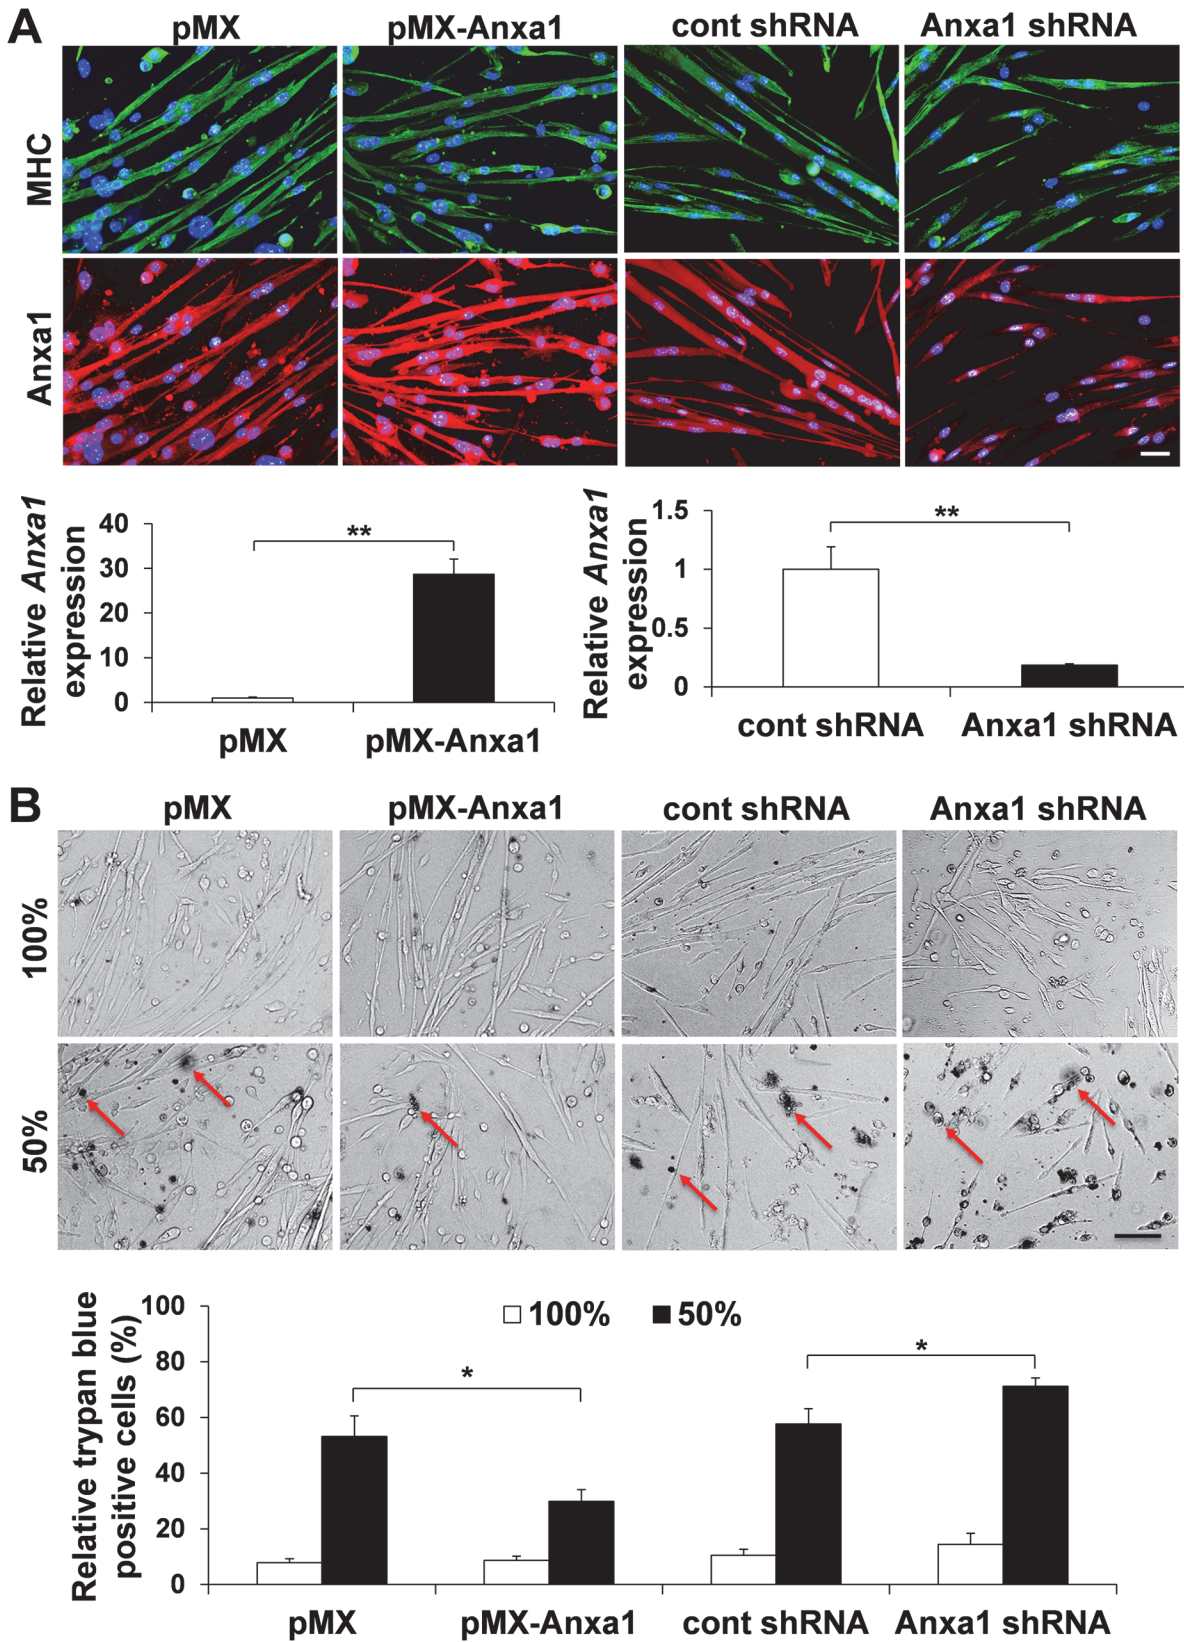 A
pMX pMX-Anxa1 cont shRNA Anxa1 shRNA
MHC
Anxa1
Relative Anxa1
expression
40
30
20
10
0
**
pMX pMX-Anxa1
Relative Anxa1
expression
1.5
1
0.5
0
**
cont shRNA Anxa1 shRNA
B
pMX pMX-Anxa1 cont shRNA Anxa1 shRNA
100%
50%
Relative trypan blue
positive cells (%)
100
80
60
40
20
0
100% 50%
*
*
pMX pMX-Anxa1 cont shRNA Anxa1 shRNA